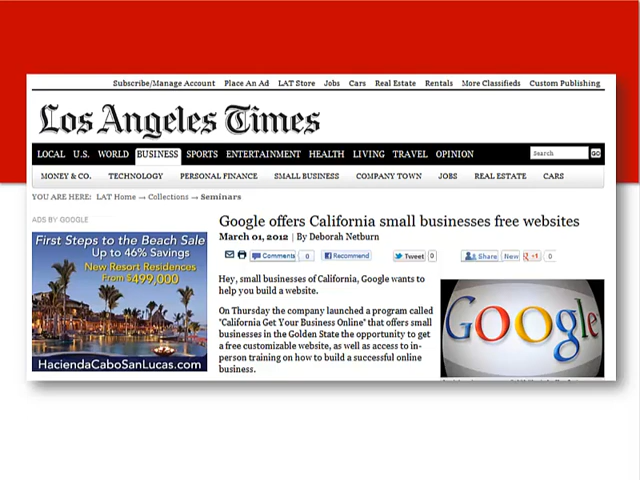 Subscribe/Manage Account Place An Ad LAT Store Jobs Cars Real Estate Rentals More Classifieds Custom Publishing
Los Angeles Times
LOCAL U.S. WORLD BUSINESS SPORTS ENTERTAINMENT HEALTH LIVING TRAVEL OPINION Search GO
MONEY & CO. TECHNOLOGY PERSONAL FINANCE SMALL BUSINESS COMPANY TOWN JOBS REAL ESTATE CARS
YOU ARE HERE: LAT Home → Collections → Seminars
ADS BY GOOGLE
First Steps to the Beach Sale
Up to 46% Savings
New Resort Residences
From $499,000
HaciendaCaboSanLucas.com
Google offers California small businesses free websites
March 01, 2012 | By Deborah Netburn
Comments 0 Recommend Tweet 0 Share New +1 0
Hey, small businesses of California, Google wants to
help you build a website.
On Thursday the company launched a program called
"California Get Your Business Online" that offers small
businesses in the Golden State the opportunity to get
a free customizable website, as well as access to in-
person training on how to build a successful online
business.
Google